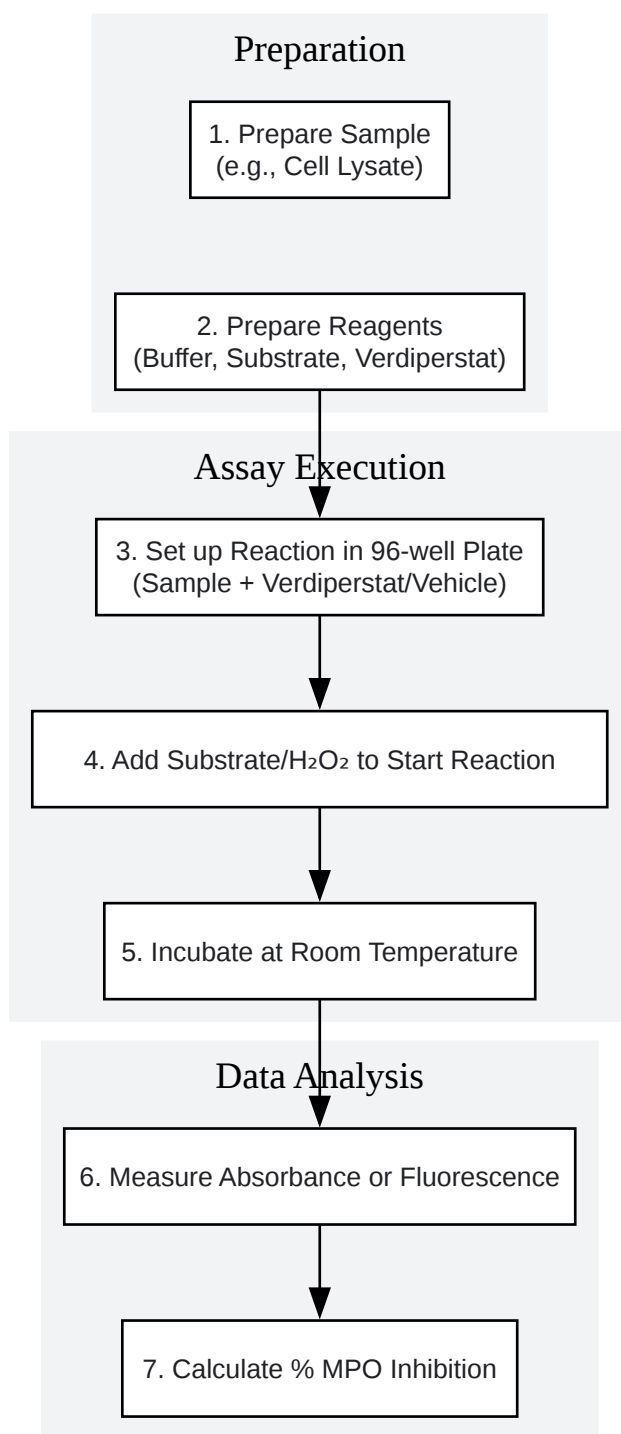 Preparation
1. Prepare Sample
(e.g., Cell Lysate)
2. Prepare Reagents
(Buffer, Substrate, Verdiperstat)
Assay Execution
3. Set up Reaction in 96-well Plate
(Sample + Verdiperstat/Vehicle)
4. Add Substrate/H₂O₂ to Start Reaction
5. Incubate at Room Temperature
Data Analysis
6. Measure Absorbance or Fluorescence
7. Calculate % MPO Inhibition